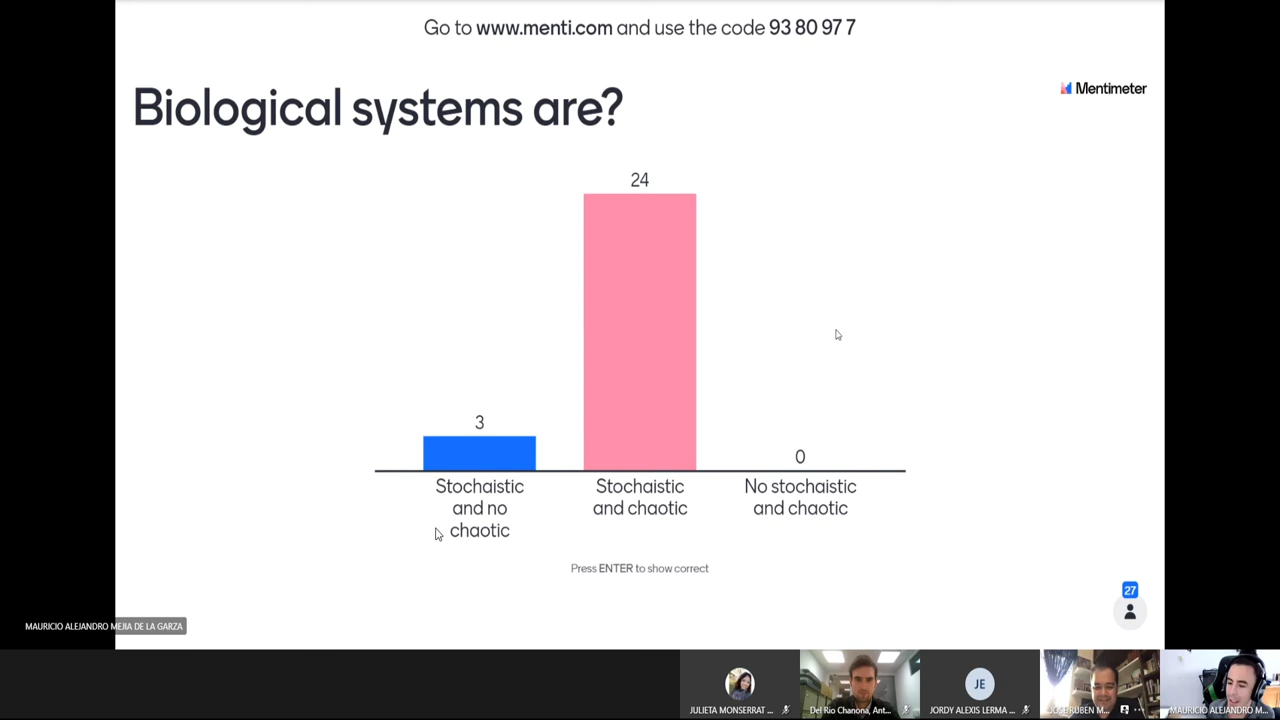 Go to www.menti.com and use the code 93 80 97 7
Biological systems are?
Mentimeter
24
3
0
Stochaistic
and no
chaotic
Stochaistic
and chaotic
No stochaistic
and chaotic
Press ENTER to show correct
27
MAURICIO ALEJANDRO MEJIA DE LA GARZA
JE
JULIETA MONSERRAT ...
Del Rio Chanona, Ant...
JORDY ALEXIS LERMA ...
JOSE RUBEN M...
MAURICIO ALEJANDRO M...